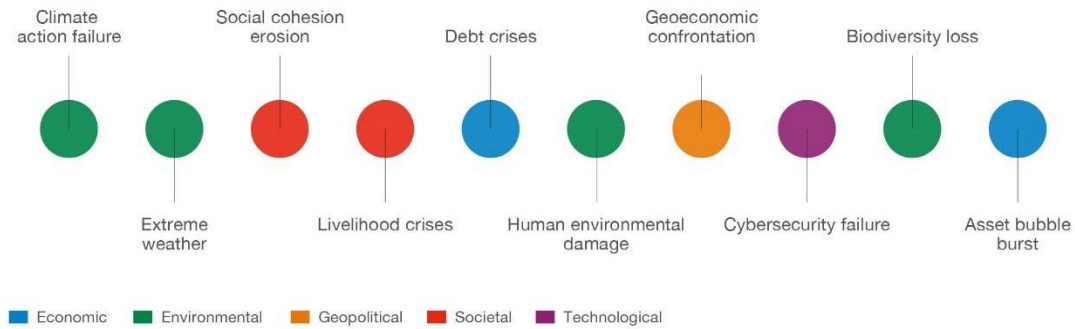 Climate
action failure
Social cohesion
erosion
Debt crises
Geoeconomic
confrontation
Biodiversity loss
Extreme
weather
Livelihood crises
Human environmental
damage
Cybersecurity failure
Asset bubble
burst
Economic
Environmental
Geopolitical
Societal
Technological